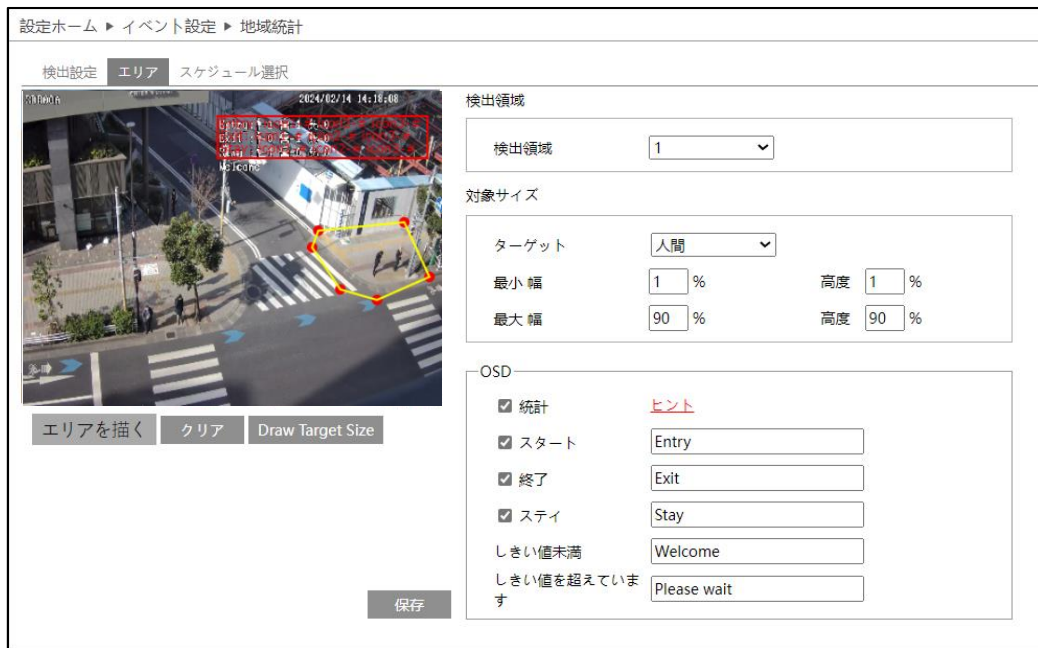 設定ホーム ▶ イベント設定 ▶ 地域統計
検出設定 エリア スケジュール選択
2024/02/14 14:18:08
Welcome
エリアを描く クリア Draw Target Size
検出領域
検出領域 1
対象サイズ
ターゲット 人間
最小 幅 1 % 高度 1 %
最大 幅 90 % 高度 90 %
OSD
統計 ヒント
スタート Entry
終了 Exit
ステイ Stay
しきい値未満 Welcome
しきい値を超えていま
す Please wait
保存